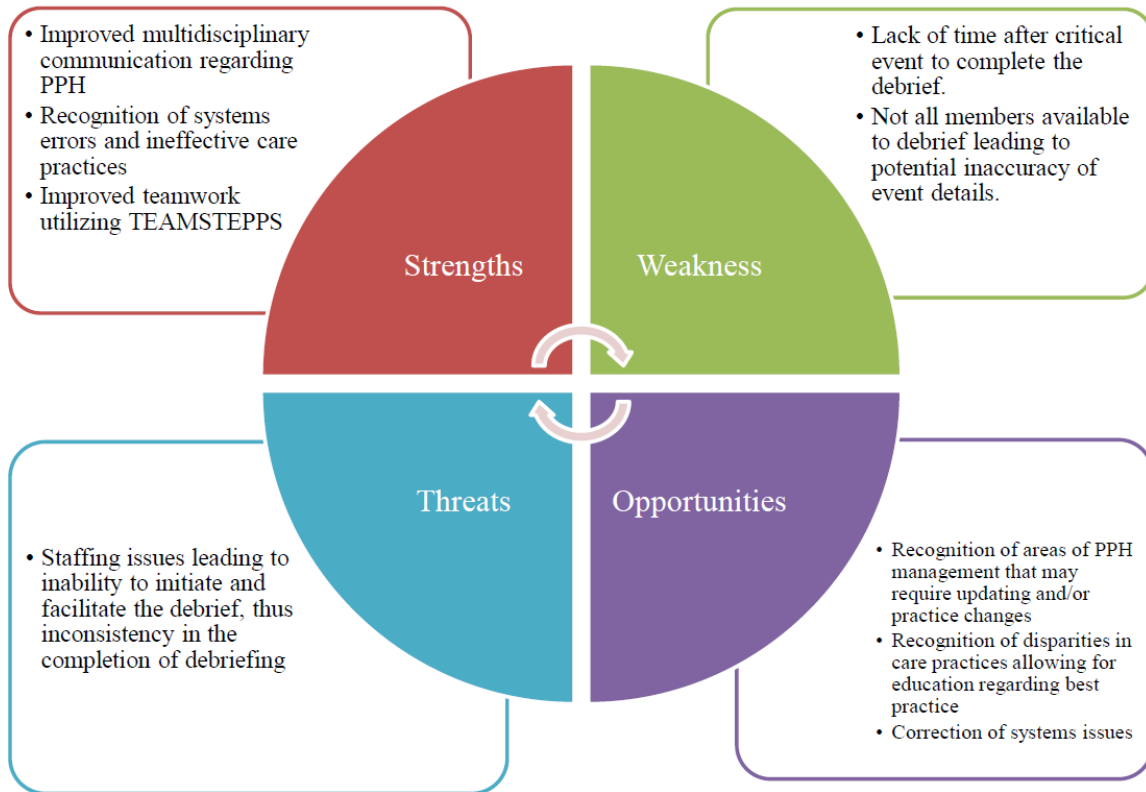 • Improved multidisciplinary
communication regarding
PPH
• Recognition of systems
errors and ineffective care
practices
• Improved teamwork
utilizing TEAMSTEPPS
• Lack of time after critical
event to complete the
debrief.
• Not all members available
to debrief leading to
potential inaccuracy of
event details.
Strengths
Weakness
Threats
Opportunities
• Staffing issues leading to
inability to initiate and
facilitate the debrief, thus
inconsistency in the
completion of debriefing
• Recognition of areas of PPH
management that may
require updating and/or
practice changes
• Recognition of disparities in
care practices allowing for
education regarding best
practice
• Correction of systems issues